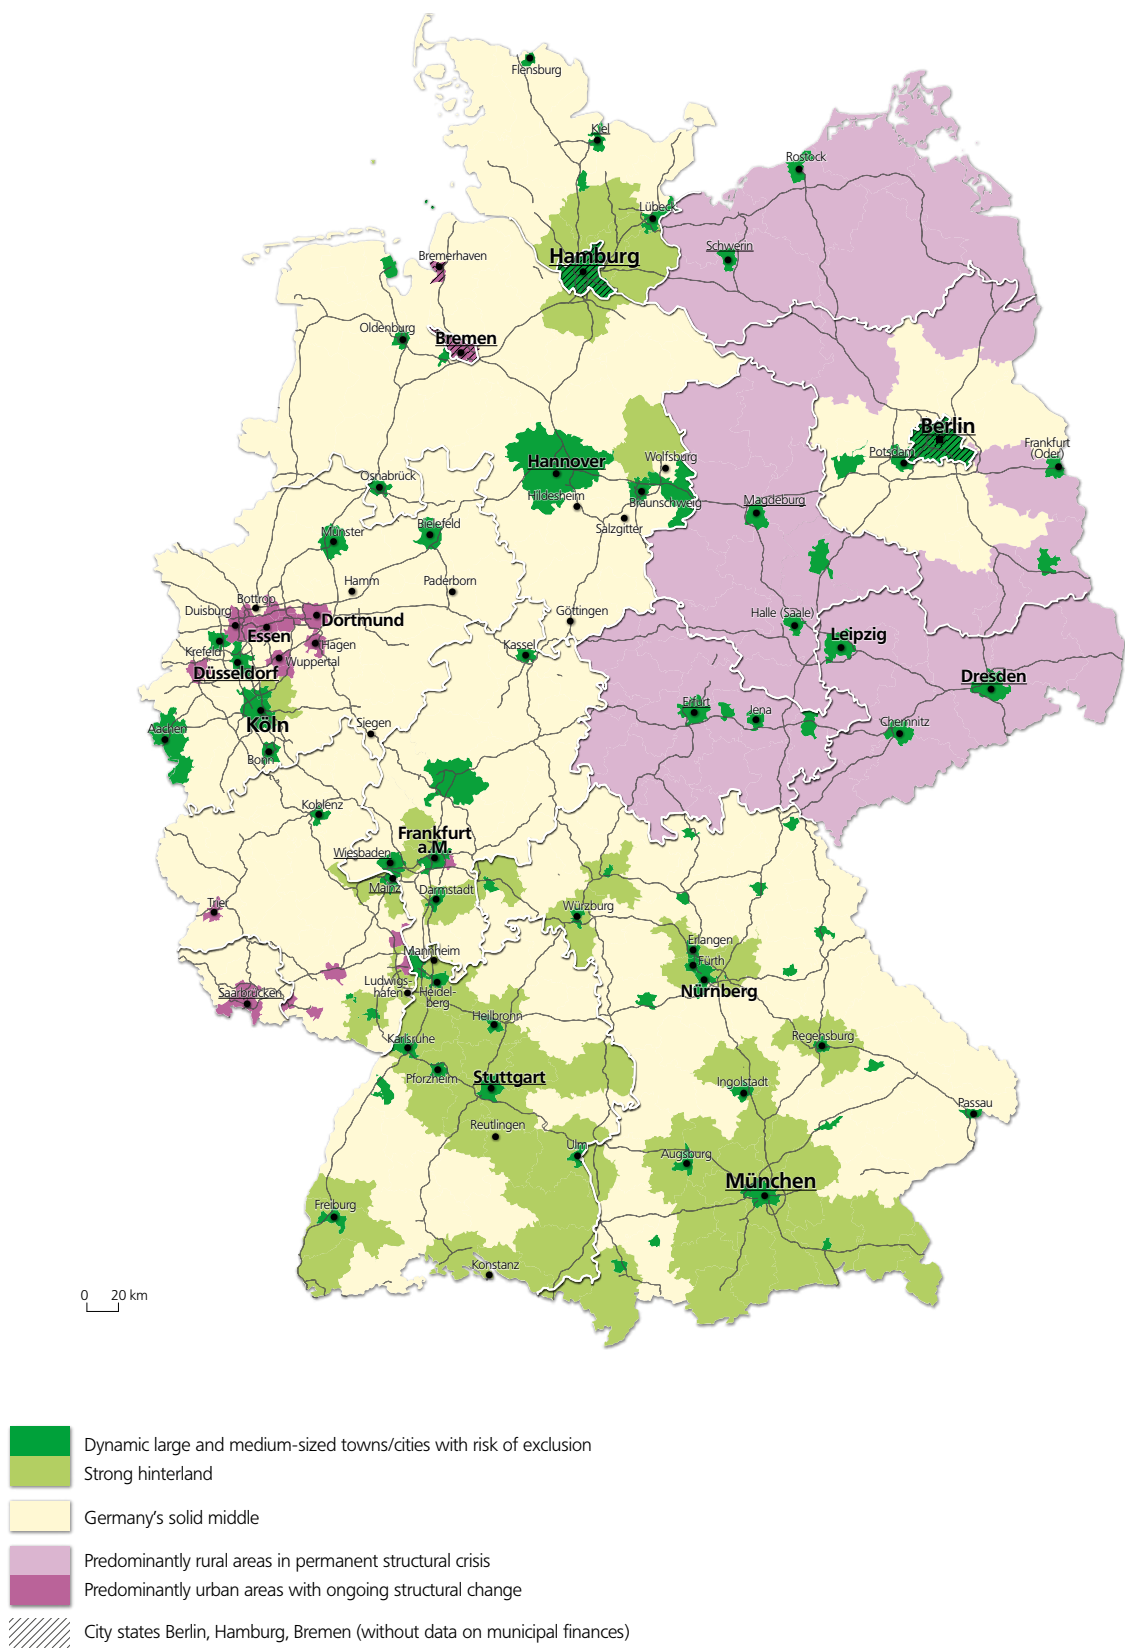 Flensburg
Kiel
Rostock
Lübeck
Schwerin
Hamburg
Bremerhaven
Oldenburg
Bremen
Berlin
Frankfurt
(Oder)
Potsdam
Wolfsburg
Hannover
Osnabrück
Hildesheim
Braunschweig
Magdeburg
Salzgitter
Münster
Bielefeld
Hamm
Paderborn
Bottrop
Duisburg
Göttingen
Halle (Saale)
Dortmund
Essen
Leipzig
Hagen
Krefeld
Kassel
Wuppertal
Düsseldorf
Dresden
Erfurt
Jena
Köln
Siegen
Chemnitz
Aachen
Bonn
Koblenz
Frankfurt
a.M.
Wiesbaden
Mainz
Darmstadt
Trier
Würzburg
Erlangen
Mannheim
Fürth
Ludwigs-
hafen
Heidel-
berg
Nürnberg
Saarbrücken
Heilbronn
Karlsruhe
Regensburg
Pforzheim
Stuttgart
Ingolstadt
Passau
Reutlingen
Ulm
Augsburg
München
Freiburg
Konstanz
0 20 km
Dynamic large and medium-sized towns/cities with risk of exclusion
Strong hinterland
Germany's solid middle
Predominantly rural areas in permanent structural crisis
Predominantly urban areas with ongoing structural change
City states Berlin, Hamburg, Bremen (without data on municipal finances)